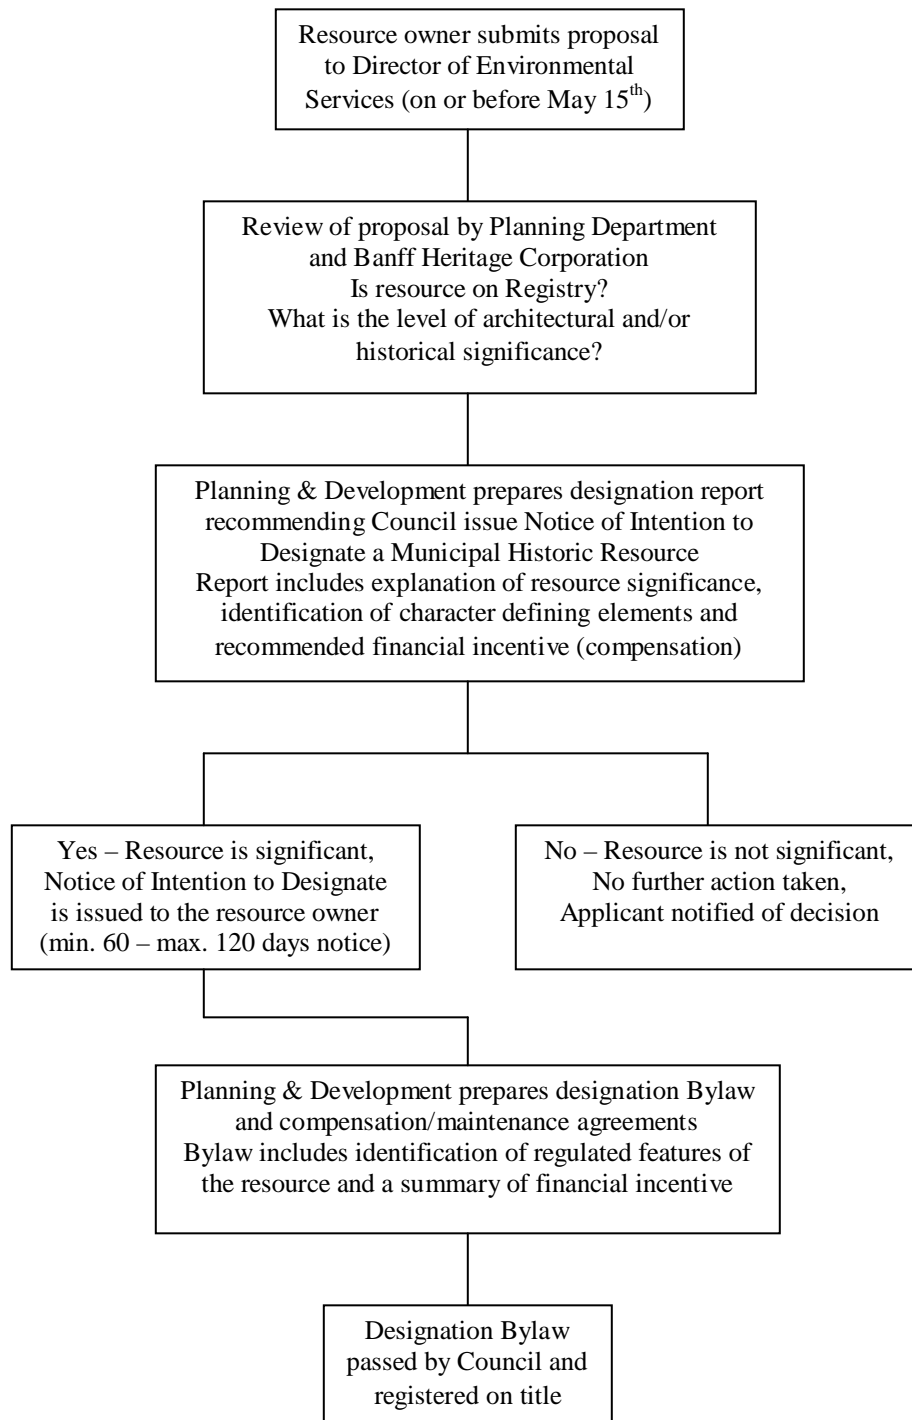 Resource owner submits proposal
to Director of Environmental
Services (on or before May 15th)
Review of proposal by Planning Department
and Banff Heritage Corporation
Is resource on Registry?
What is the level of architectural and/or
historical significance?
Planning & Development prepares designation report
recommending Council issue Notice of Intention to
Designate a Municipal Historic Resource
Report includes explanation of resource significance,
identification of character defining elements and
recommended financial incentive (compensation)
Yes – Resource is significant,
Notice of Intention to Designate
is issued to the resource owner
(min. 60 – max. 120 days notice)
No – Resource is not significant,
No further action taken,
Applicant notified of decision
Planning & Development prepares designation Bylaw
and compensation/maintenance agreements
Bylaw includes identification of regulated features of
the resource and a summary of financial incentive
Designation Bylaw
passed by Council and
registered on title